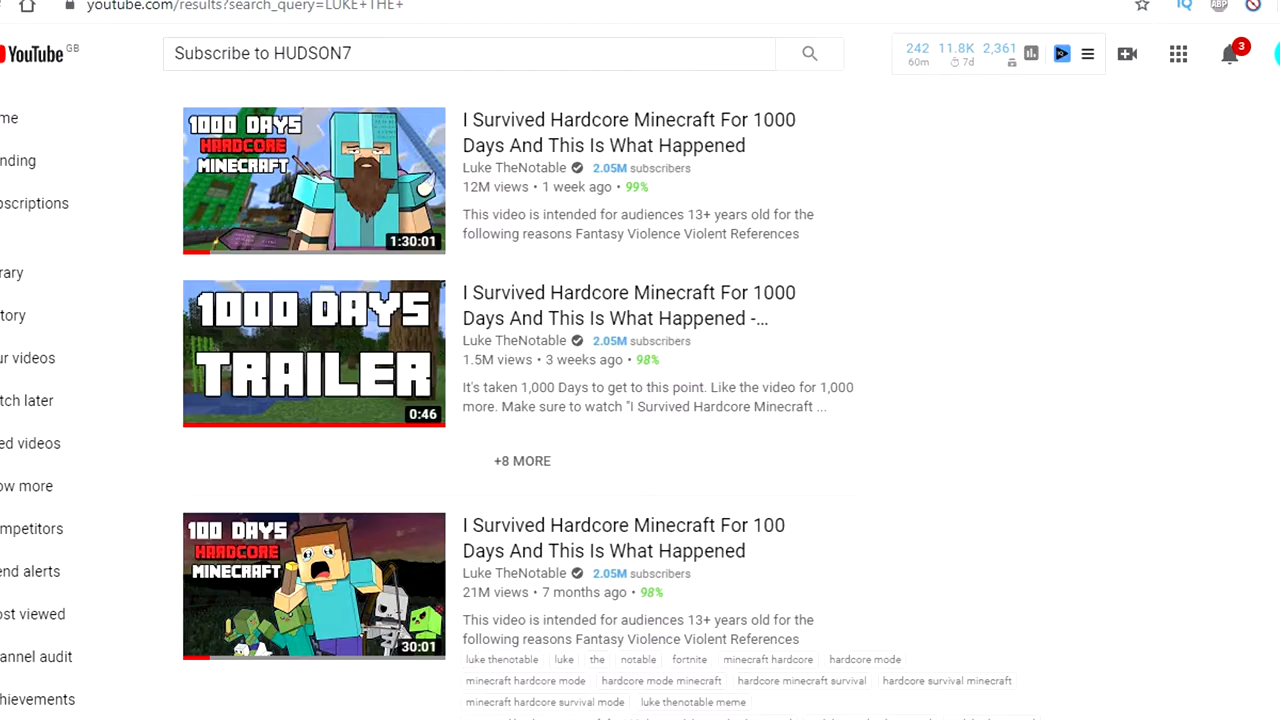 youtube.com/results?search_query=LUKE+THE+
IQ
ABP
YouTube GB
Subscribe to HUDSON7
242 11.8K 2,361
60m 7d
3
me
nding
bscriptions
rary
tory
ur videos
tch later
ed videos
ow more
mpetitors
end alerts
ost viewed
annel audit
hievements
1000 DAYS
HARDCORE
MINECRAFT
1:30:01
I Survived Hardcore Minecraft For 1000
Days And This Is What Happened
Luke TheNotable 2.05M subscribers
12M views • 1 week ago • 99%
This video is intended for audiences 13+ years old for the
following reasons Fantasy Violence Violent References
1000 DAYS
TRAILER
0:46
I Survived Hardcore Minecraft For 1000
Days And This Is What Happened -...
Luke TheNotable 2.05M subscribers
1.5M views • 3 weeks ago • 98%
It's taken 1,000 Days to get to this point. Like the video for 1,000
more. Make sure to watch "I Survived Hardcore Minecraft ...
+8 MORE
100 DAYS
HARDCORE
MINECRAFT
30:01
I Survived Hardcore Minecraft For 100
Days And This Is What Happened
Luke TheNotable 2.05M subscribers
21M views • 7 months ago • 98%
This video is intended for audiences 13+ years old for the
following reasons Fantasy Violence Violent References
luke thenotable luke the notable fortnite minecraft hardcore hardcore mode
minecraft hardcore mode hardcore mode minecraft hardcore minecraft survival hardcore survival minecraft
minecraft hardcore survival mode luke thenotable meme